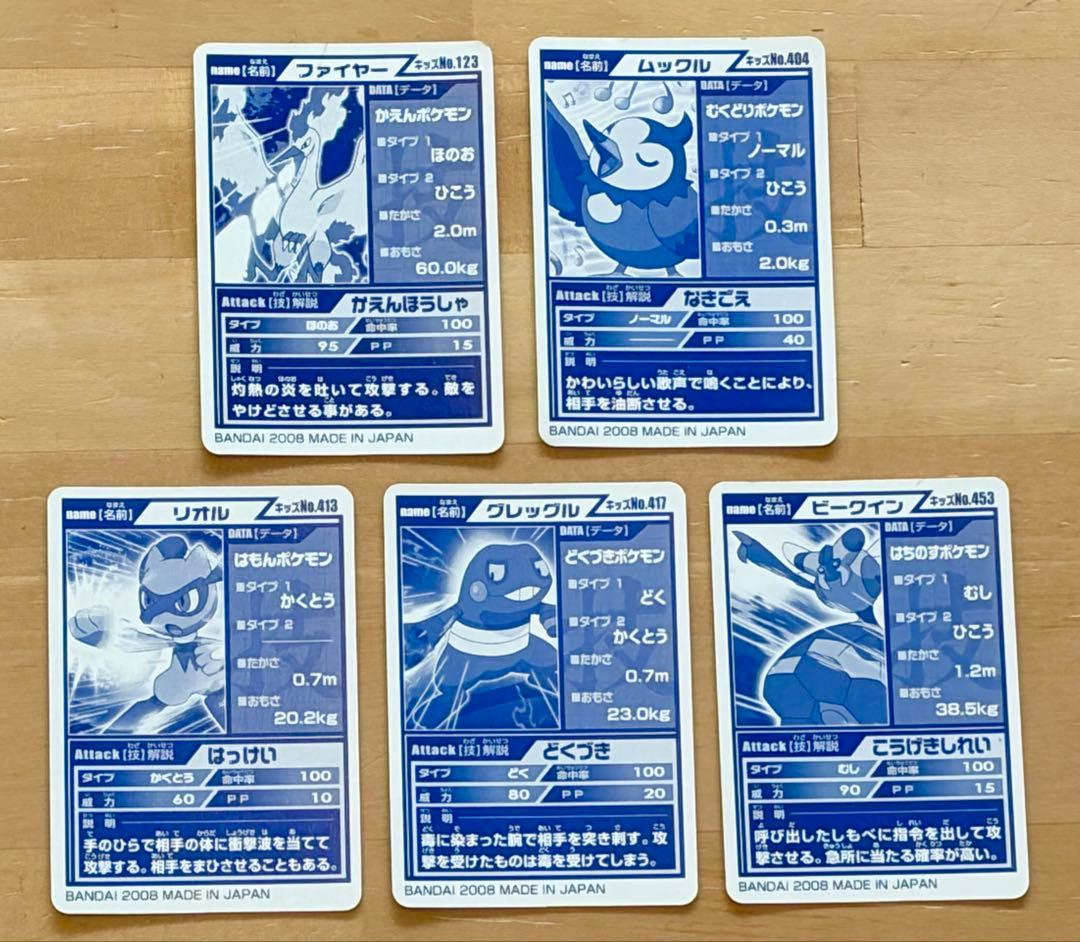 name【名前】 ファイヤー キッズNo.123
DATA【データ】
かえんポケモン
■タイプ 1
ほのお
■タイプ 2
ひこう
■たかさ
2.0m
■おもさ
60.0kg
Attack【技】解説 かえんほうしゃ
タイプ ほのお 命中率 100
威力 95 PP 15
説明
灼熱の炎を吐いて攻撃する。敵を
やけどさせる事がある。
BANDAI 2008 MADE IN JAPAN
name【名前】 ムックル キッズNo.404
DATA【データ】
むくどりポケモン
■タイプ 1
ノーマル
■タイプ 2
ひこう
■たかさ
0.3m
■おもさ
2.0kg
Attack【技】解説 なきごえ
タイプ ノーマル 命中率 100
威力 ―― PP 40
説明
かわいらしい歌声で鳴くことにより、
相手を油断させる。
BANDAI 2008 MADE IN JAPAN
name【名前】 リオル キッズNo.413
DATA【データ】
はもんポケモン
■タイプ 1
かくとう
■タイプ 2
■たかさ
0.7m
■おもさ
20.2kg
Attack【技】解説 はっけい
タイプ かくとう 命中率 100
威力 60 PP 10
説明
手のひらで相手の体に衝撃波を当てて
攻撃する。相手をまひさせることもある。
BANDAI 2008 MADE IN JAPAN
name【名前】 グレッグル キッズNo.417
DATA【データ】
どくづきポケモン
■タイプ 1
どく
■タイプ 2
かくとう
■たかさ
0.7m
■おもさ
23.0kg
Attack【技】解説 どくづき
タイプ どく 命中率 100
威力 80 PP 20
説明
毒に染まった腕で相手を突き刺す。攻
撃を受けたものは毒を受けてしまう。
BANDAI 2008 MADE IN JAPAN
name【名前】 ビークイン キッズNo.453
DATA【データ】
はちのすポケモン
■タイプ 1
むし
■タイプ 2
ひこう
■たかさ
1.2m
■おもさ
38.5kg
Attack【技】解説 こうげきしれい
タイプ むし 命中率 100
威力 90 PP 15
説明
呼び出したしもべに指令を出して攻
撃させる。急所に当たる確率が高い。
BANDAI 2008 MADE IN JAPAN